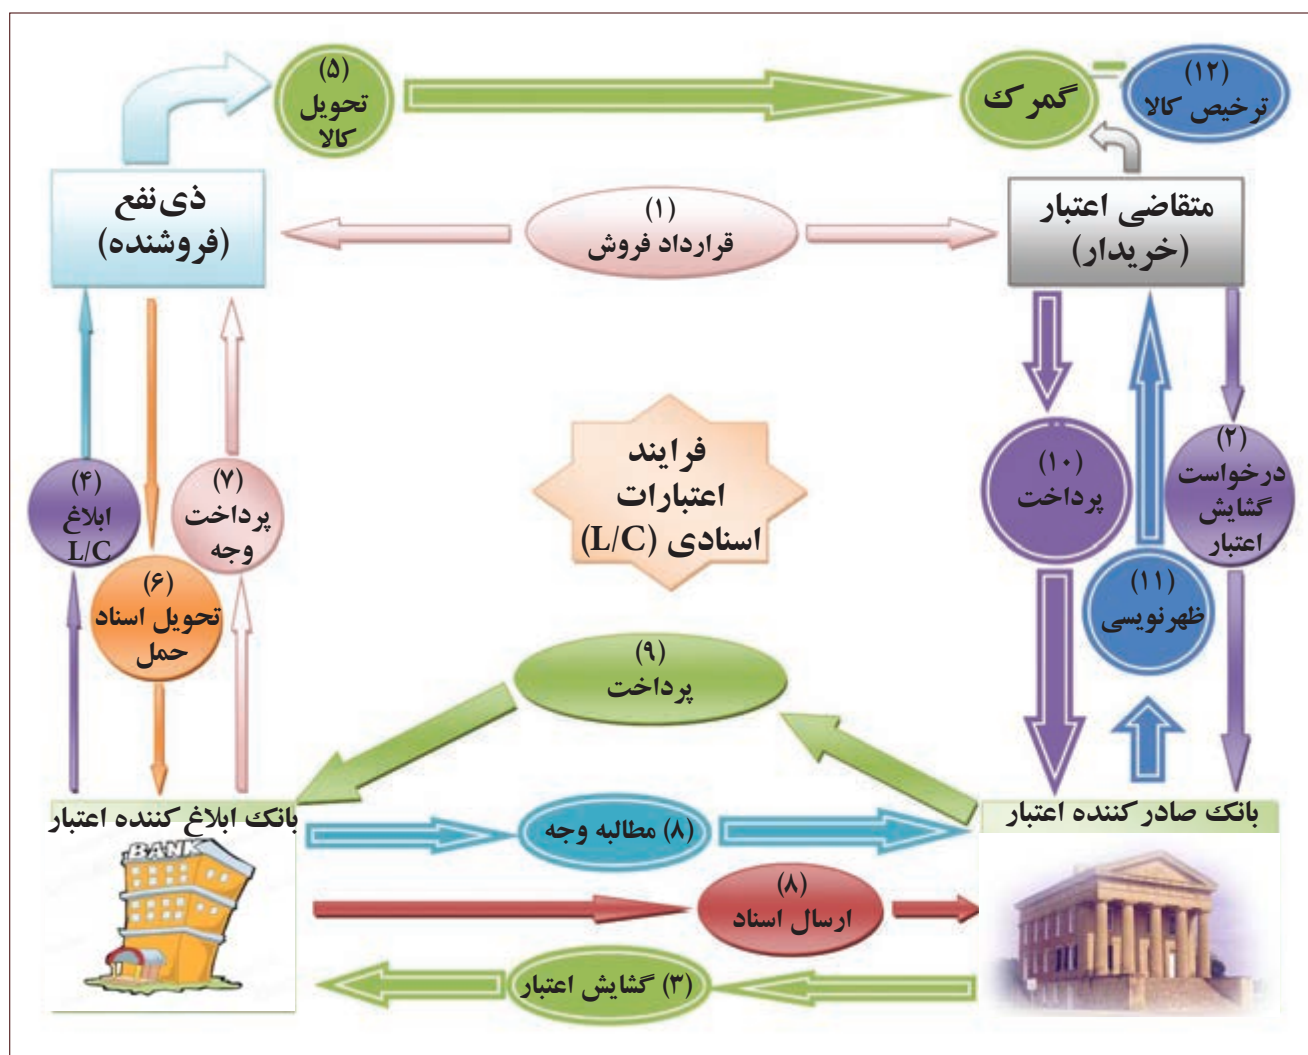 (۵)
تحویل
کالا
گمرک
(۱۲)
ترخیص کالا
ذی‌نفع
(فروشنده)
(۱)
قرارداد فروش
متقاضی اعتبار
(خریدار)
(۴)
ابلاغ
L/C
(۷)
پرداخت
وجه
(۶)
تحویل اسناد
حمل
فرایند
اعتبارات
اسنادی (L/C)
(۱۰)
پرداخت
(۲)
درخواست
گشایش
اعتبار
(۱۱)
ظهرنویسی
(۹)
پرداخت
بانک ابلاغ کننده اعتبار
BANK
(۸) مطالبه وجه
بانک صادر کننده اعتبار
(۸)
ارسال اسناد
(۳) گشایش اعتبار